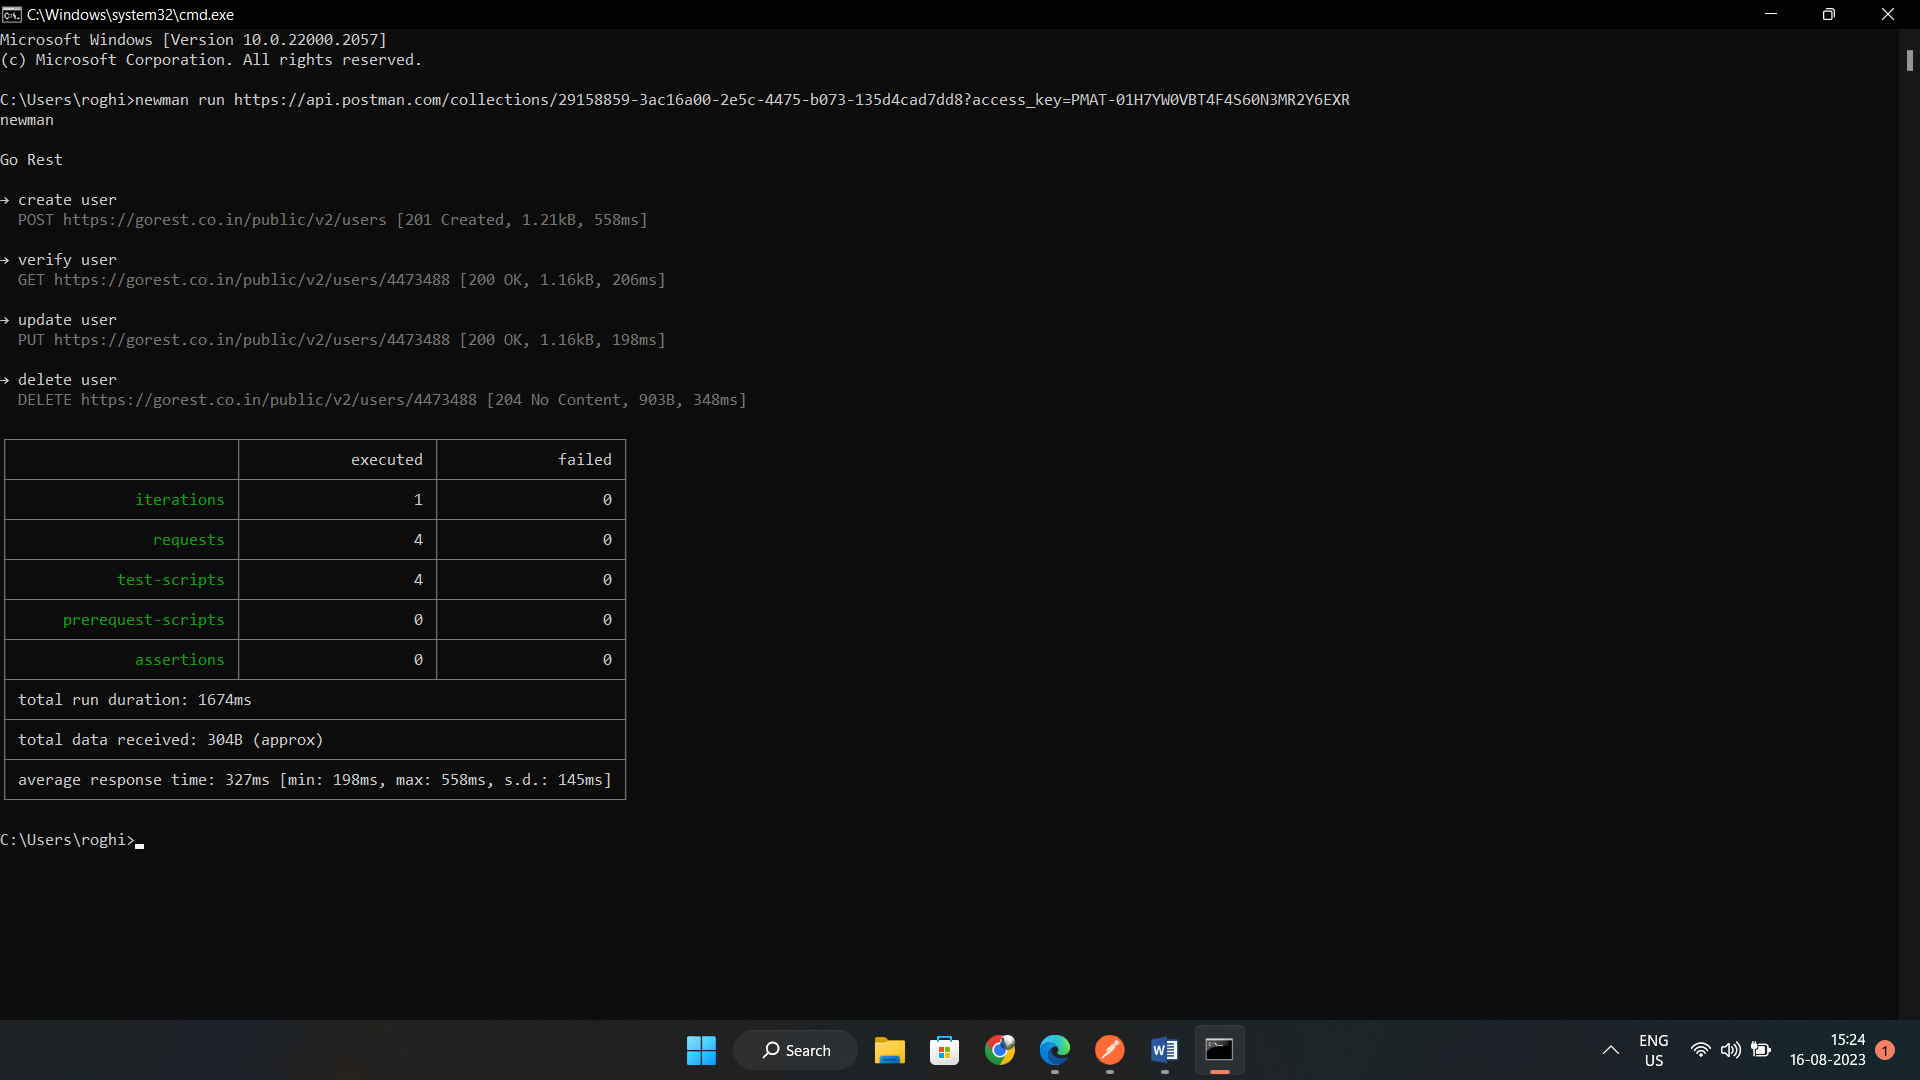 C:\Windows\system32\cmd.exe
Microsoft Windows [Version 10.0.22000.2057]
(c) Microsoft Corporation. All rights reserved.
C:\Users\roghi>newman run https://api.postman.com/collections/29158859-3ac16a00-2e5c-4475-b073-135d4cad7dd8?access_key=PMAT-01H7YW0VBT4F4S60N3MR2Y6EXR
newman
Go Rest
→ create user
POST https://gorest.co.in/public/v2/users [201 Created, 1.21kB, 558ms]
→ verify user
GET https://gorest.co.in/public/v2/users/4473488 [200 OK, 1.16kB, 206ms]
→ update user
PUT https://gorest.co.in/public/v2/users/4473488 [200 OK, 1.16kB, 198ms]
→ delete user
DELETE https://gorest.co.in/public/v2/users/4473488 [204 No Content, 903B, 348ms]
executed failed
iterations 1 0
requests 4 0
test-scripts 4 0
prerequest-scripts 0 0
assertions 0 0
total run duration: 1674ms
total data received: 304B (approx)
average response time: 327ms [min: 198ms, max: 558ms, s.d.: 145ms]
C:\Users\roghi>
Search
ENG
US
15:24
16-08-2023
1